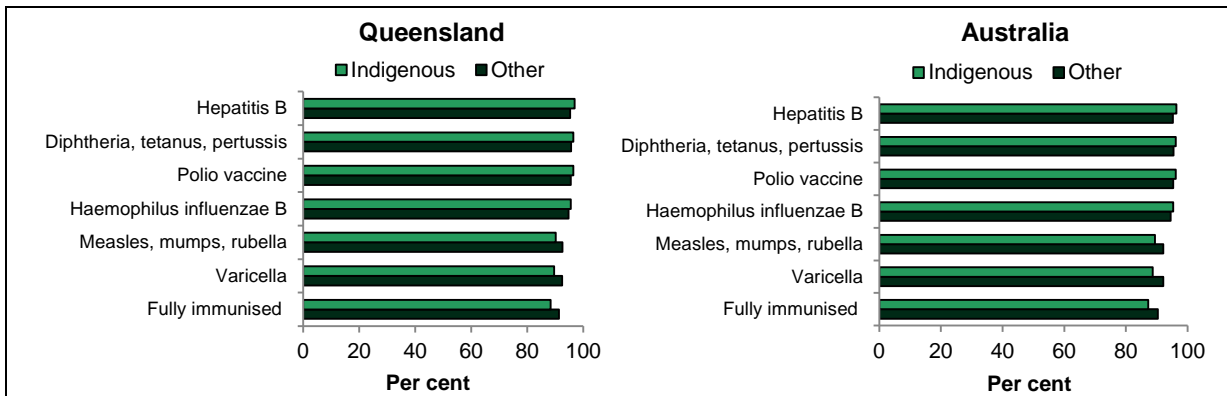 Queensland
Indigenous Other
Hepatitis B
Diphtheria, tetanus, pertussis
Polio vaccine
Haemophilus influenzae B
Measles, mumps, rubella
Varicella
Fully immunised
0 20 40 60 80 100
Per cent
Australia
Indigenous Other
Hepatitis B
Diphtheria, tetanus, pertussis
Polio vaccine
Haemophilus influenzae B
Measles, mumps, rubella
Varicella
Fully immunised
0 20 40 60 80 100
Per cent